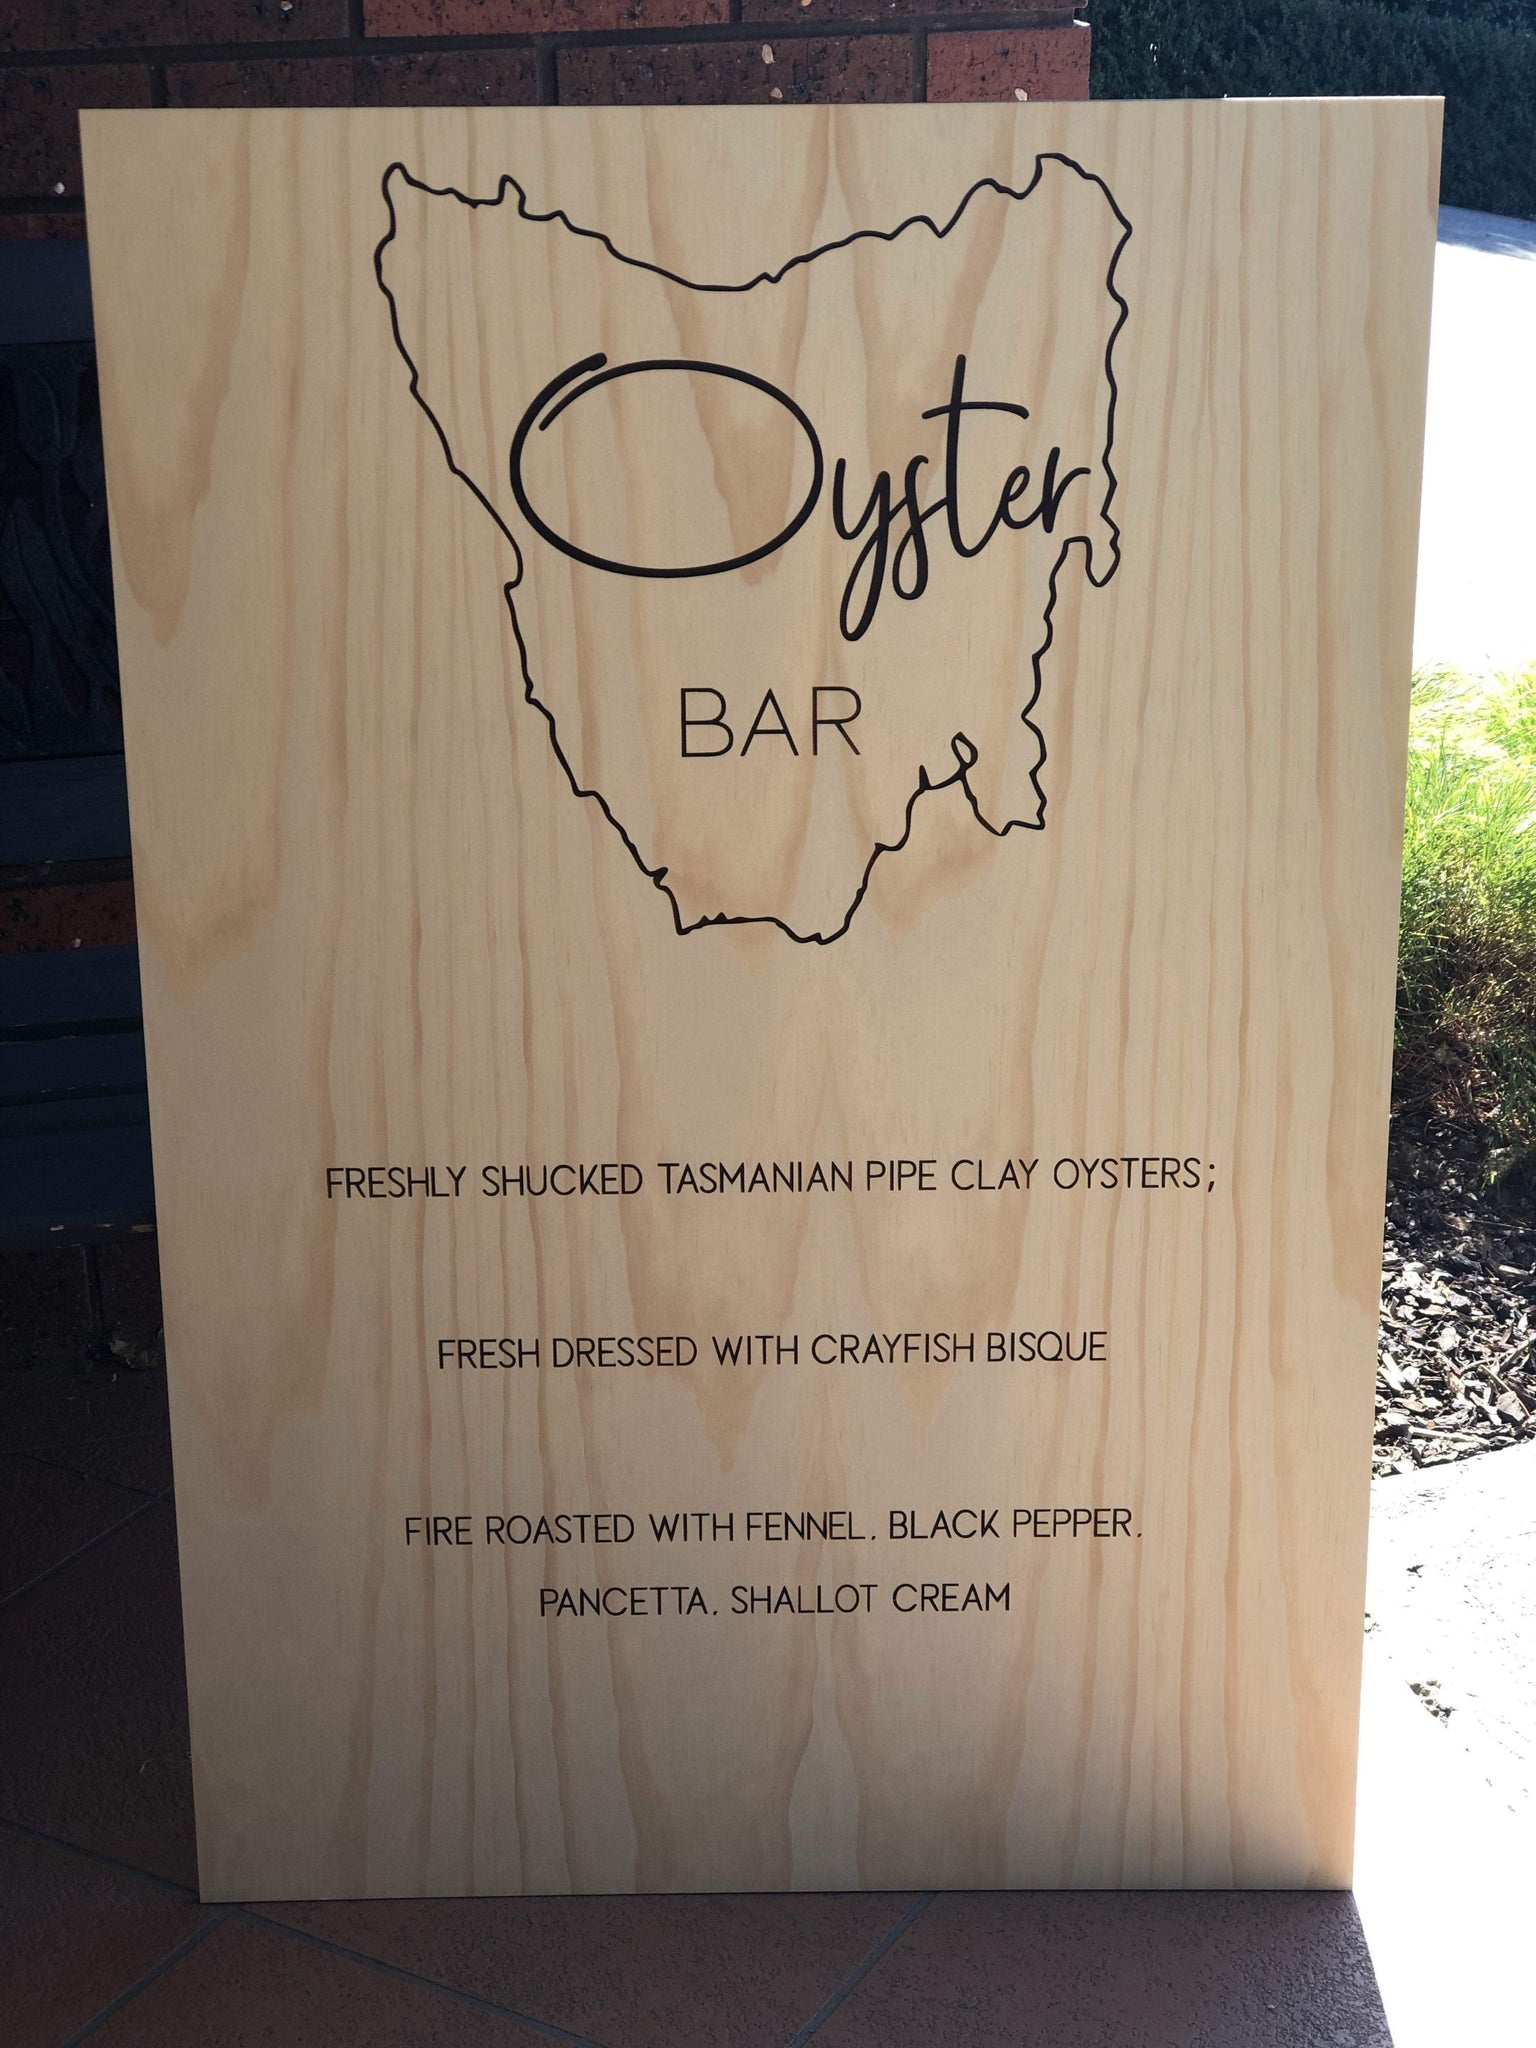 Oyster
BAR
FRESHLY SHUCKED TASMANIAN PIPE CLAY OYSTERS;
FRESH DRESSED WITH CRAYFISH BISQUE
FIRE ROASTED WITH FENNEL, BLACK PEPPER,
PANCETTA, SHALLOT CREAM